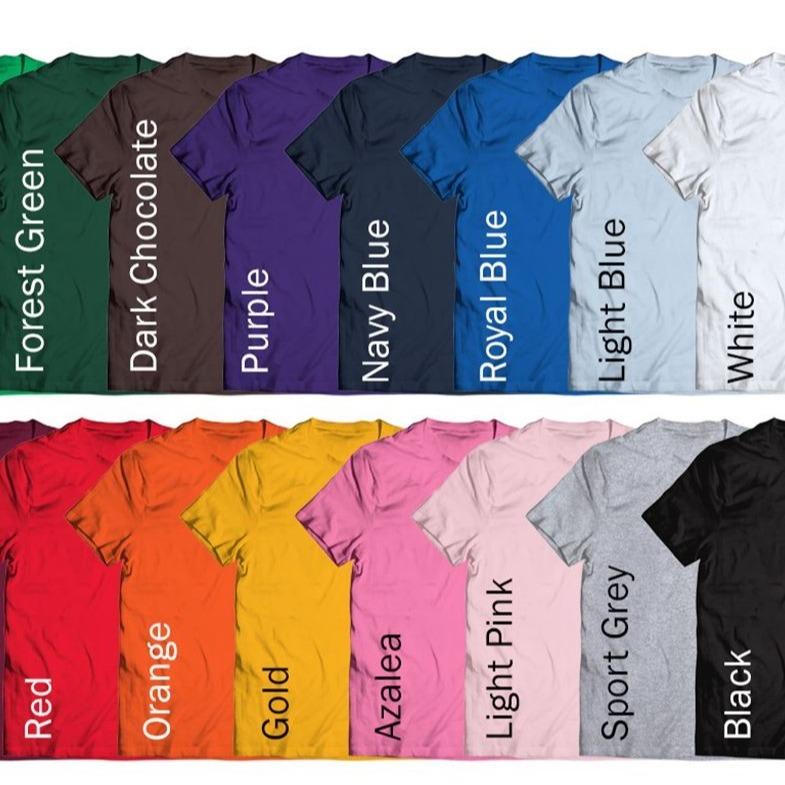 Forest Green
Dark Chocolate
Purple
Navy Blue
Royal Blue
Light Blue
White
Red
Orange
Gold
Azalea
Light Pink
Sport Grey
Black